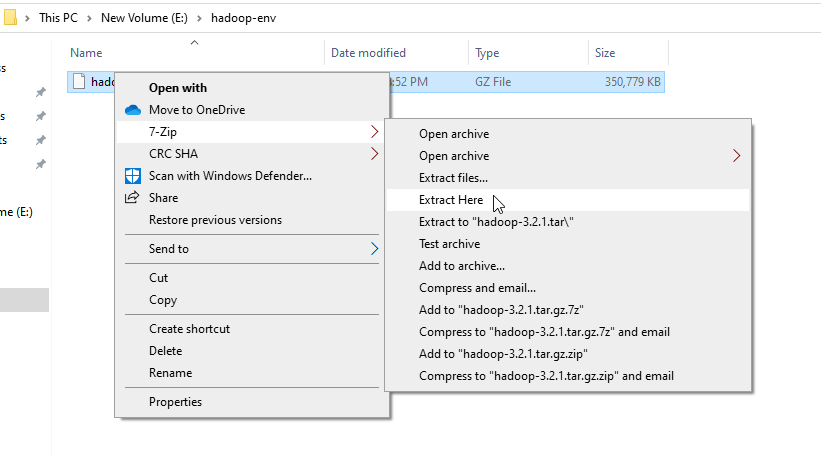 This PC > New Volume (E:) > hadoop-env
Name Date modified Type Size
:52 PM GZ File 350,779 KB
Open with
Move to OneDrive
7-Zip
CRC SHA
Scan with Windows Defender...
Share
Restore previous versions
Send to
Cut
Copy
Create shortcut
Delete
Rename
Properties
Open archive
Open archive
Extract files...
Extract Here
Extract to "hadoop-3.2.1.tar\"
Test archive
Add to archive...
Compress and email...
Add to "hadoop-3.2.1.tar.gz.7z"
Compress to "hadoop-3.2.1.tar.gz.7z" and email
Add to "hadoop-3.2.1.tar.gz.zip"
Compress to "hadoop-3.2.1.tar.gz.zip" and email
me (E:)